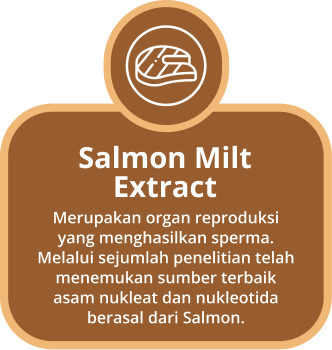 Salmon Milt
Extract
Merupakan organ reproduksi
yang menghasilkan sperma.
Melalui sejumlah penelitian telah
menemukan sumber terbaik
asam nukleat dan nukleotida
berasal dari Salmon.